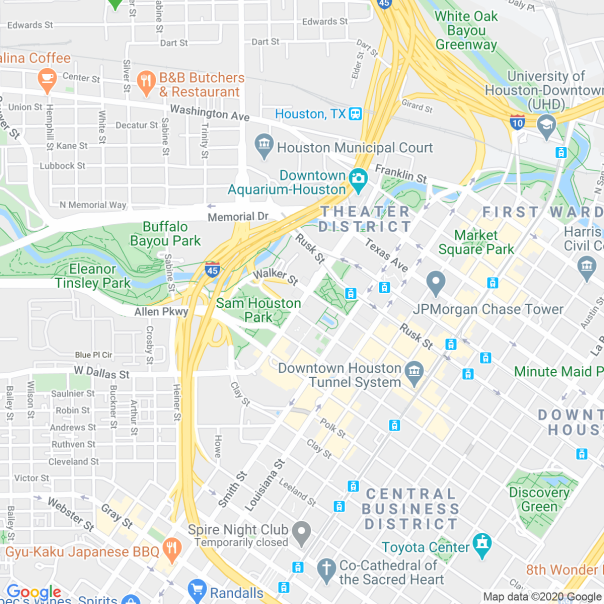 Edwards St
Edwards St
Dart St
Dart St
Daly
White Oak
Bayou
Greenway
45
Silver St
Sabine St
Elder St
alina Coffee
Center St
B&B Butchers
& Restaurant
University of
Houston-Downtown
(UHD)
Union St
Hemphill St
Decatur St
Washington Ave
Houston, TX
Girard St
10
Kane St
Sabine St
Trinity St
Houston Municipal Court
Lubbock St
Franklin St
Downtown
Aquarium-Houston
N Memorial Way
Memorial Dr
THEATER
DISTRICT
FIRST WARD
Buffalo
Bayou Park
Rusk St
Texas Ave
Market
Square Park
Harris
Civil Co
Eleanor
Tinsley Park
Sabine St
45
Walker St
Allen Pkwy
Sam Houston
Park
JPMorgan Chase Tower
Austin St
Rusk St
La
Blue Pl Cir
Crosby St
W Dallas St
Downtown Houston
Tunnel System
Minute Maid P
Bailey St
Wilson St
Saulnier St
Buckner St
Arthur St
Heiner St
Clay St
Robin St
Andrews St
Ruthven St
Cleveland St
Howe
Polk St
Clay St
DOWNT
HOUS
Victor St
Smith St
Louisiana St
Leeland St
CENTRAL
BUSINESS
DISTRICT
Discovery
Green
Bailey St
Webster St
Gray St
Spire Night Club
Temporarily closed
Toyota Center
Gyu-Kaku Japanese BBQ
Co-Cathedral of
the Sacred Heart
8th Wonder
Google
Spirits
Randalls
Map data ©2020 Google